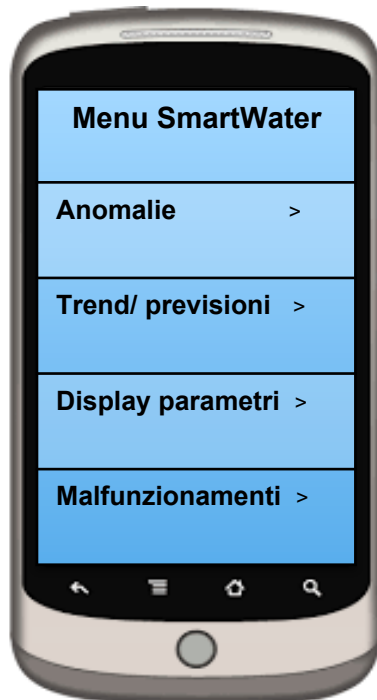 Menu SmartWater
Anomalie >
Trend/ previsioni >
Display parametri >
Malfunzionamenti >